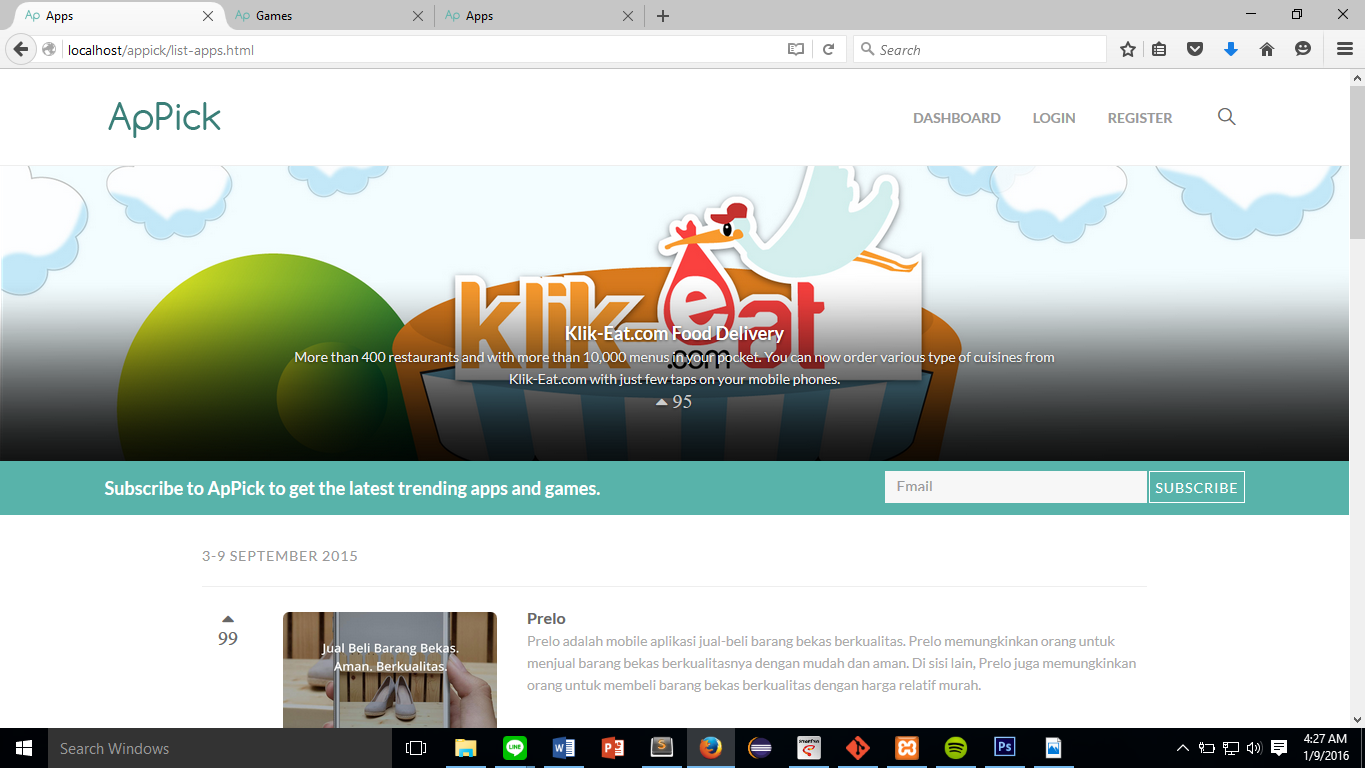 Ap Apps
Ap Games
Ap Apps
localhost/appick/list-apps.html
Search
ApPick
DASHBOARD
LOGIN
REGISTER
klik-eat
.com
Klik-Eat.com Food Delivery
More than 400 restaurants and with more than 10,000 menus in your pocket. You can now order various type of cuisines from
Klik-Eat.com with just few taps on your mobile phones.
95
Subscribe to ApPick to get the latest trending apps and games.
Email
SUBSCRIBE
3-9 SEPTEMBER 2015
99
Jual Beli Barang Bekas.
Aman. Berkualitas.
Prelo
Prelo adalah mobile aplikasi jual-beli barang bekas berkualitas. Prelo memungkinkan orang untuk
menjual barang bekas berkualitasnya dengan mudah dan aman. Di sisi lain, Prelo juga memungkinkan
orang untuk membeli barang bekas berkualitas dengan harga relatif murah.
Search Windows
LINE
Ps
4:27 AM
1/9/2016